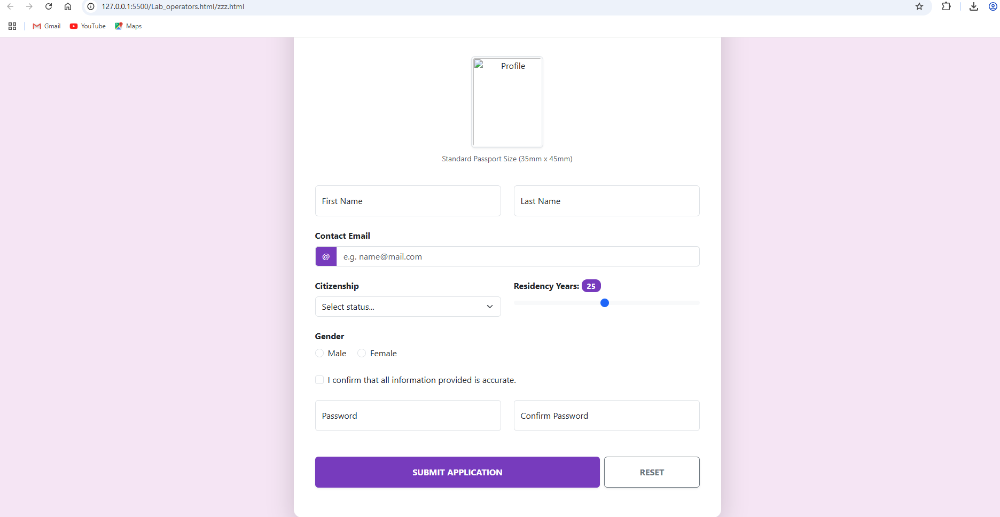 127.0.0.1:5500/Lab_operators.html/zzz.html
Gmail YouTube Maps
Profile
Standard Passport Size (35mm x 45mm)
First Name Last Name
Contact Email
@ e.g. name@mail.com
Citizenship Residency Years: 25
Select status...
Gender
Male Female
I confirm that all information provided is accurate.
Password Confirm Password
SUBMIT APPLICATION RESET